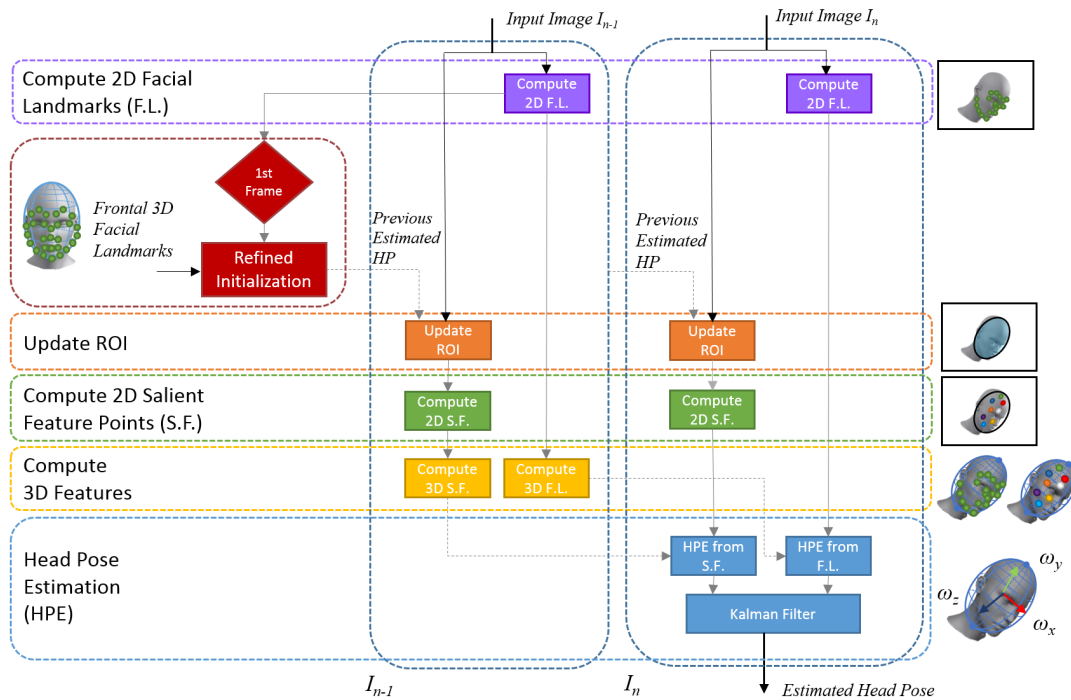 Input Image I_{n-1}
Input Image I_n
Compute 2D Facial
Landmarks (F.L.)
Compute
2D F.L.
Compute
2D F.L.
1st
Frame
Frontal 3D
Facial
Landmarks
Refined
Initialization
Previous
Estimated
HP
Previous
Estimated
HP
Update ROI
Update
ROI
Update
ROI
Compute 2D Salient
Feature Points (S.F.)
Compute
2D S.F.
Compute
2D S.F.
Compute
3D Features
Compute
3D S.F.
Compute
3D F.L.
Head Pose
Estimation
(HPE)
HPE from
S.F.
HPE from
F.L.
Kalman Filter
ω_y
ω_z
ω_x
I_{n-1}
I_n
Estimated Head Pose